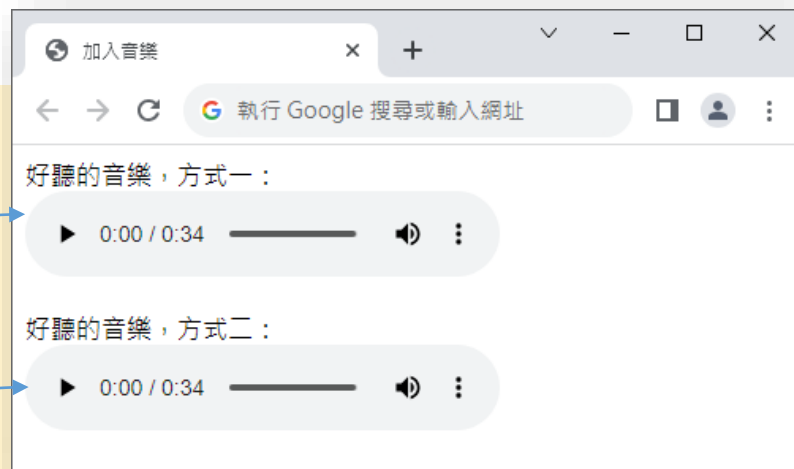 加入音樂
執行 Google 搜尋或輸入網址
好聽的音樂，方式一：
0:00 / 0:34
好聽的音樂，方式二：
0:00 / 0:34